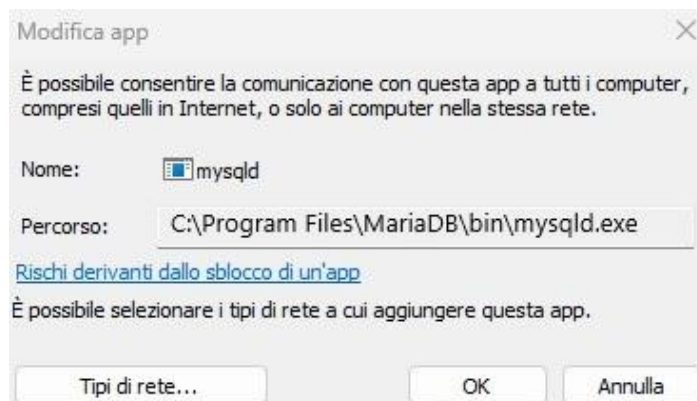 Modifica app
È possibile consentire la comunicazione con questa app a tutti i computer,
compresi quelli in Internet, o solo ai computer nella stessa rete.
Nome: mysqld
Percorso: C:\Program Files\MariaDB\bin\mysqld.exe
Rischi derivanti dallo sblocco di un'app
È possibile selezionare i tipi di rete a cui aggiungere questa app.
Tipi di rete... OK Annulla